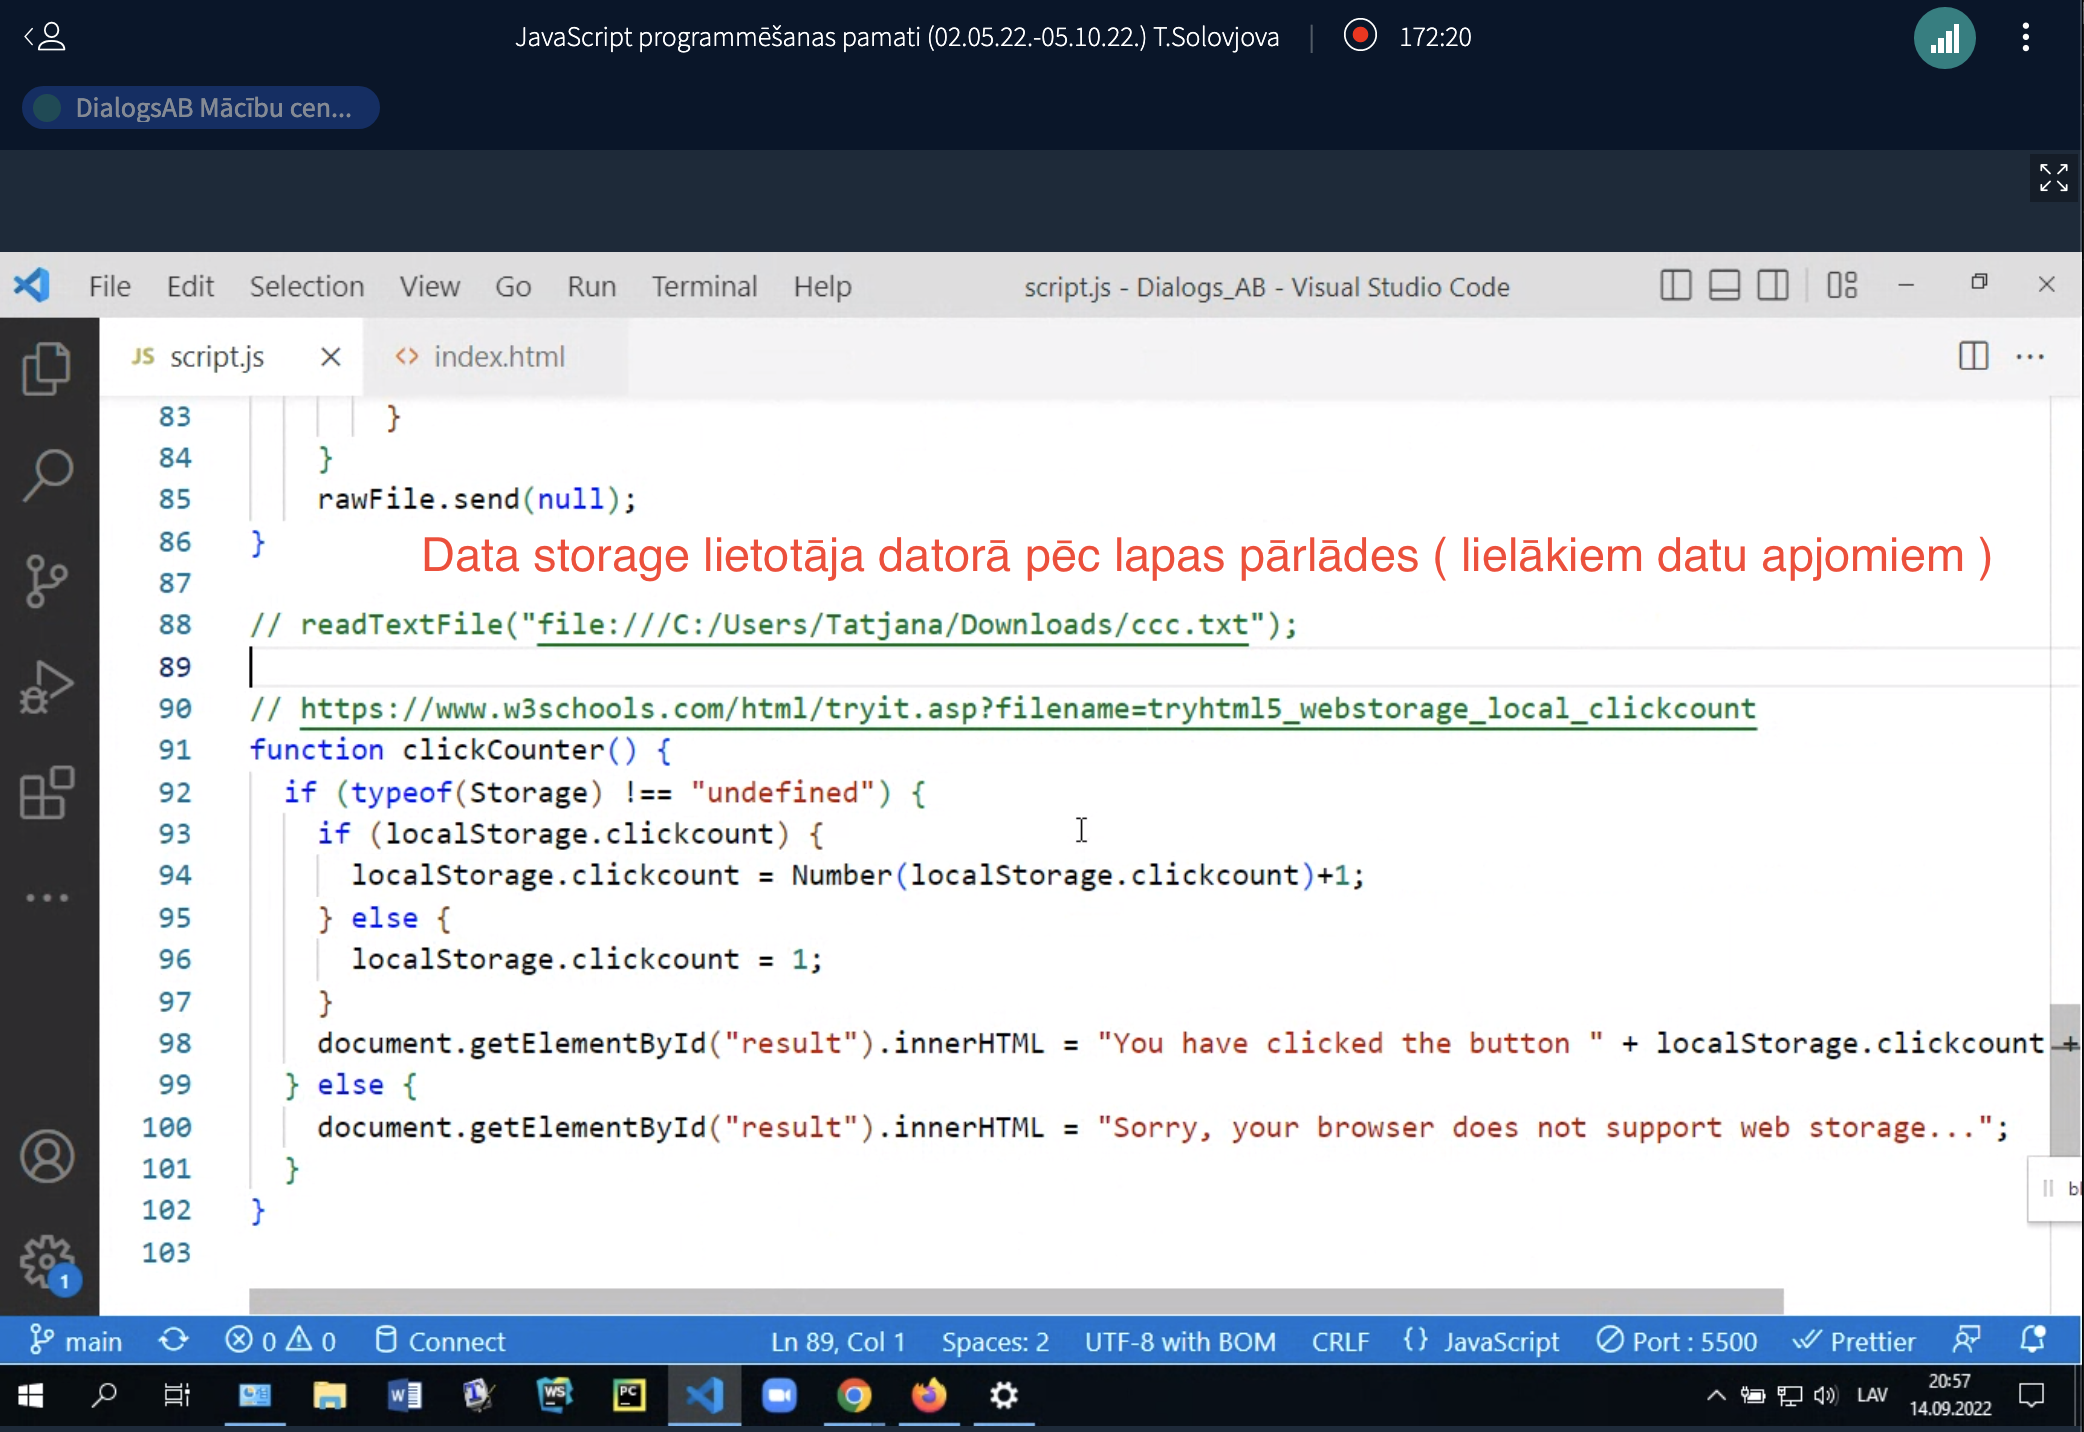 JavaScript programmēšanas pamati (02.05.22.-05.10.22.) T.Solovjova | 172:20
DialogsAB Mācību cen...
File Edit Selection View Go Run Terminal Help script.js - Dialogs_AB - Visual Studio Code
JS script.js <> index.html
83 }
84 }
85 rawFile.send(null);
86 }
Data storage lietotāja datorā pēc lapas pārlādes ( lielākiem datu apjomiem )
87
88 // readTextFile("file:///C:/Users/Tatjana/Downloads/ccc.txt");
89
90 // https://www.w3schools.com/html/tryit.asp?filename=tryhtml5_webstorage_local_clickcount
91 function clickCounter() {
92 if (typeof(Storage) !== "undefined") {
93 if (localStorage.clickcount) {
94 localStorage.clickcount = Number(localStorage.clickcount)+1;
95 } else {
96 localStorage.clickcount = 1;
97 }
98 document.getElementById("result").innerHTML = "You have clicked the button " + localStorage.clickcount +
99 } else {
100 document.getElementById("result").innerHTML = "Sorry, your browser does not support web storage...";
101 }
102 }
103
1
main 0 0 Connect Ln 89, Col 1 Spaces: 2 UTF-8 with BOM CRLF {} JavaScript Port : 5500 Prettier
WS PC LAV 20:57
14.09.2022